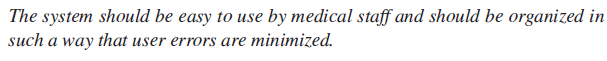 The system should be easy to use by medical staff and should be organized in
such a way that user errors are minimized.